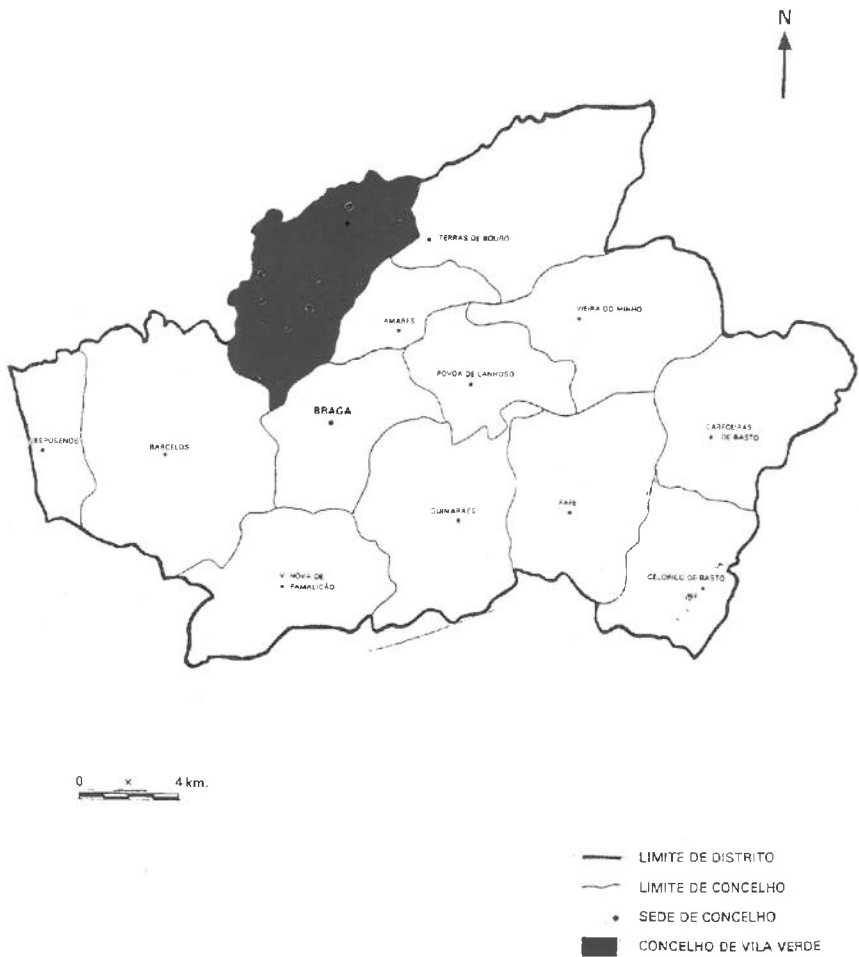 N
TERRAS DE BOURO
VIEIRA DO MINHO
AMARES
POVOA DE LANHOSO
BRAGA
ESPOSENDE
BARCELOS
CABECEIRAS
DE BASTO
GUIMARÃES
FAFE
V. NOVA DE
FAMALICÃO
CELORICO DE BASTO
0 x 4 km.
LIMITE DE DISTRITO
LIMITE DE CONCELHO
SEDE DE CONCELHO
CONCELHO DE VILA VERDE